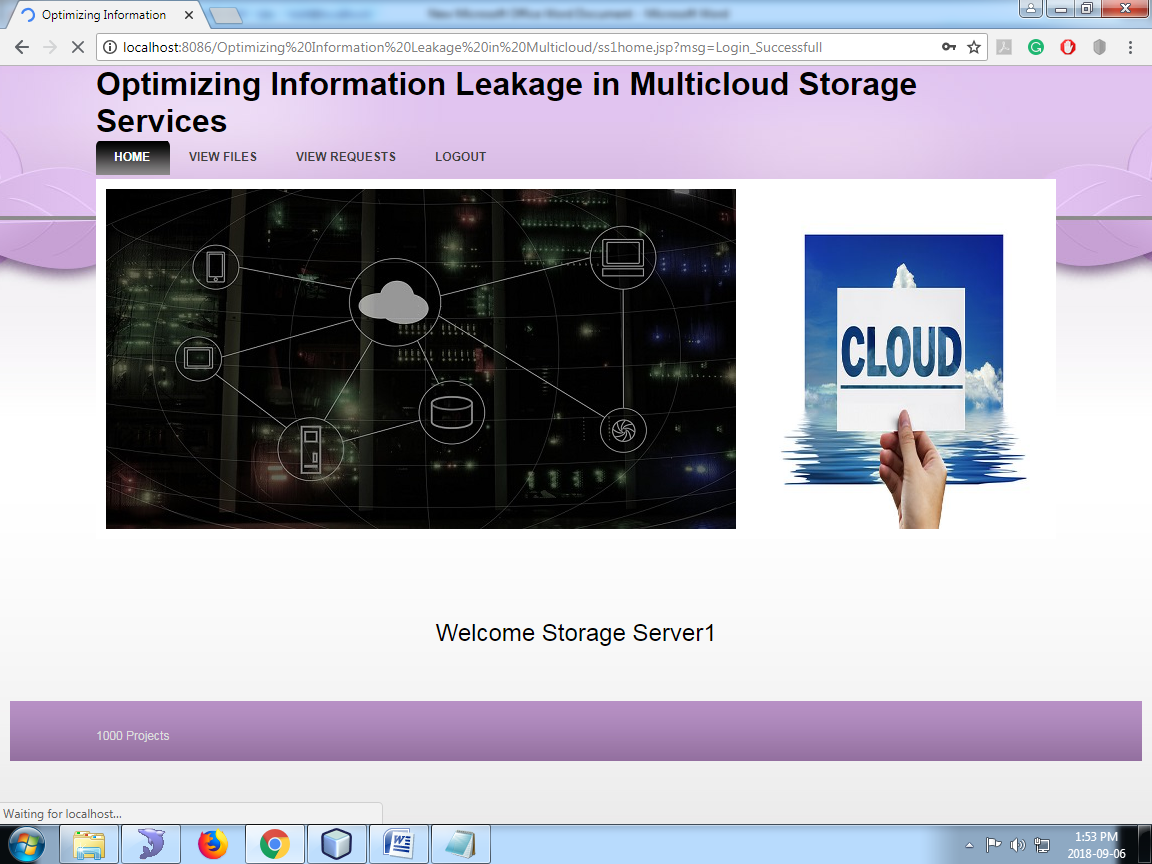 Optimizing Information
New Microsoft Office Word Document - Microsoft Word
localhost:8086/Optimizing%20Information%20Leakage%20in%20Multicloud/ss1home.jsp?msg=Login_Successfull
Optimizing Information Leakage in Multicloud Storage
Services
HOME VIEW FILES VIEW REQUESTS LOGOUT
CLOUD
Welcome Storage Server1
1000 Projects
Waiting for localhost...
1:53 PM
2018-09-06